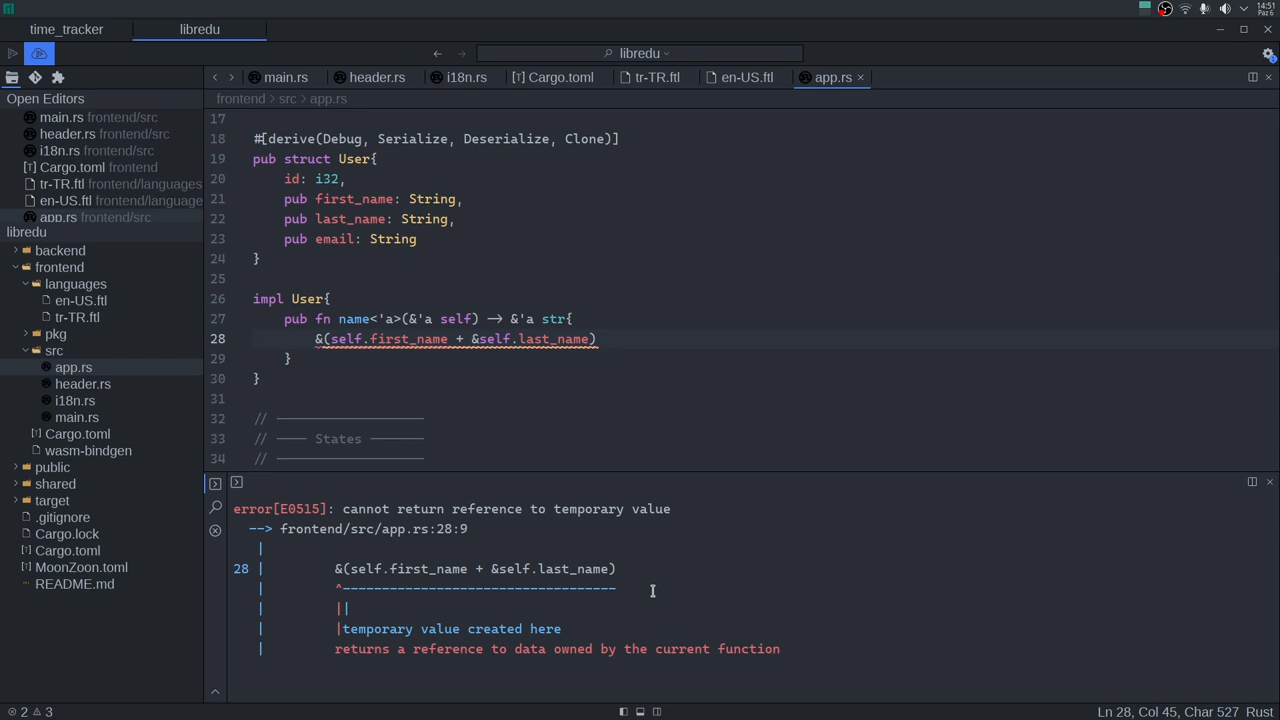 14:51
Paz 6
time_tracker
libredu
libredu
Open Editors
main.rs frontend/src
header.rs frontend/src
i18n.rs frontend/src
Cargo.toml frontend
tr-TR.ftl frontend/languages
en-US.ftl frontend/language
app.rs frontend/src
libredu
backend
frontend
languages
en-US.ftl
tr-TR.ftl
pkg
src
app.rs
header.rs
i18n.rs
main.rs
Cargo.toml
wasm-bindgen
public
shared
target
.gitignore
Cargo.lock
Cargo.toml
MoonZoon.toml
README.md
main.rs header.rs i18n.rs Cargo.toml tr-TR.ftl en-US.ftl app.rs
frontend › src › app.rs
17
18 #[derive(Debug, Serialize, Deserialize, Clone)]
19 pub struct User{
20 id: i32,
21 pub first_name: String,
22 pub last_name: String,
23 pub email: String
24 }
25
26 impl User{
27 pub fn name<'a>(&'a self) -> &'a str{
28 &(self.first_name + &self.last_name)
29 }
30 }
31
32 // ──────────────────
33 // ──── States ───────
34 // ──────────────────
error[E0515]: cannot return reference to temporary value
--> frontend/src/app.rs:28:9
|
28 | &(self.first_name + &self.last_name)
| ^-----------------------------------
| ||
| |temporary value created here
| returns a reference to data owned by the current function
2 3
Ln 28, Col 45, Char 527 Rust